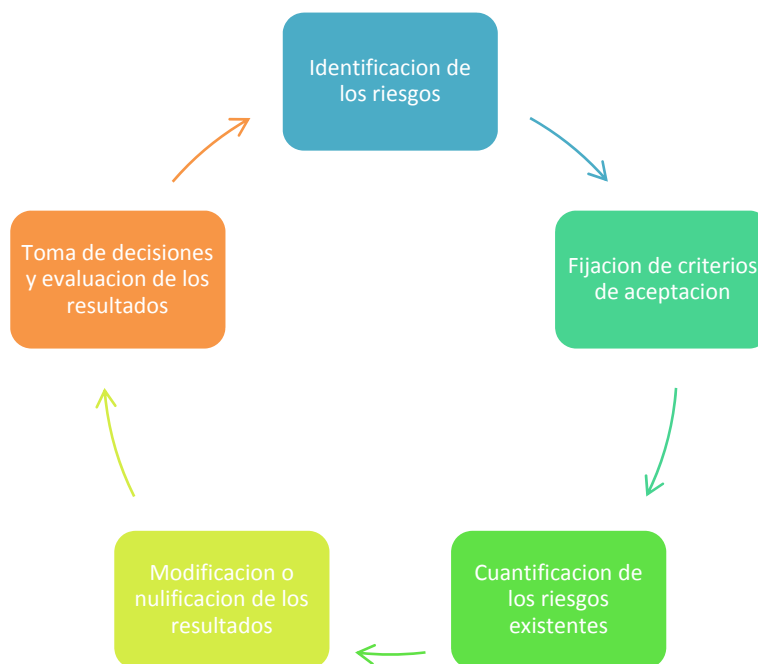 Identificacion de
los riesgos
Fijacion de criterios
de aceptacion
Cuantificacion de
los riesgos
existentes
Modificacion o
nulificacion de los
resultados
Toma de decisiones
y evaluacion de los
resultados